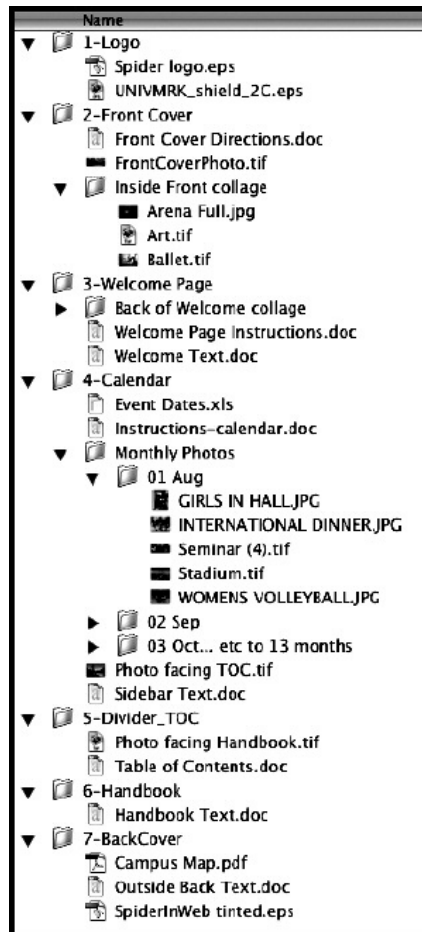 Name
1-Logo
Spider logo.eps
UNIVMRK_shield_2C.eps
2-Front Cover
Front Cover Directions.doc
FrontCoverPhoto.tif
Inside Front collage
Arena Full.jpg
Art.tif
Ballet.tif
3-Welcome Page
Back of Welcome collage
Welcome Page Instructions.doc
Welcome Text.doc
4-Calendar
Event Dates.xls
Instructions-calendar.doc
Monthly Photos
01 Aug
GIRLS IN HALL.JPG
INTERNATIONAL DINNER.JPG
Seminar (4).tif
Stadium.tif
WOMENS VOLLEYBALL.JPG
02 Sep
03 Oct... etc to 13 months
Photo facing TOC.tif
Sidebar Text.doc
5-Divider_TOC
Photo facing Handbook.tif
Table of Contents.doc
6-Handbook
Handbook Text.doc
7-BackCover
Campus Map.pdf
Outside Back Text.doc
SpiderInWeb tinted.eps